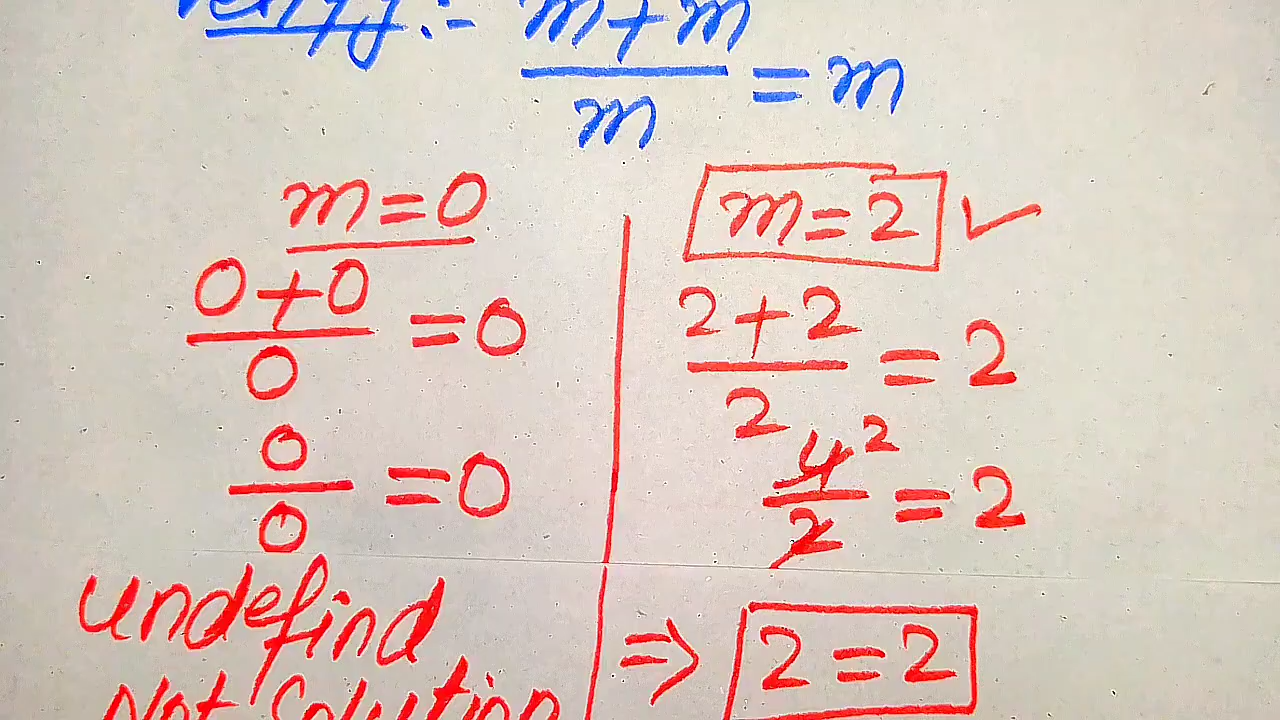 Verify :- m+m
m = m
m=0
0+0
0 =0
0
0 =0
undefind
Not Solution
m=2 ✓
2+2
2 =2
4 2
2 =2
=> 2=2